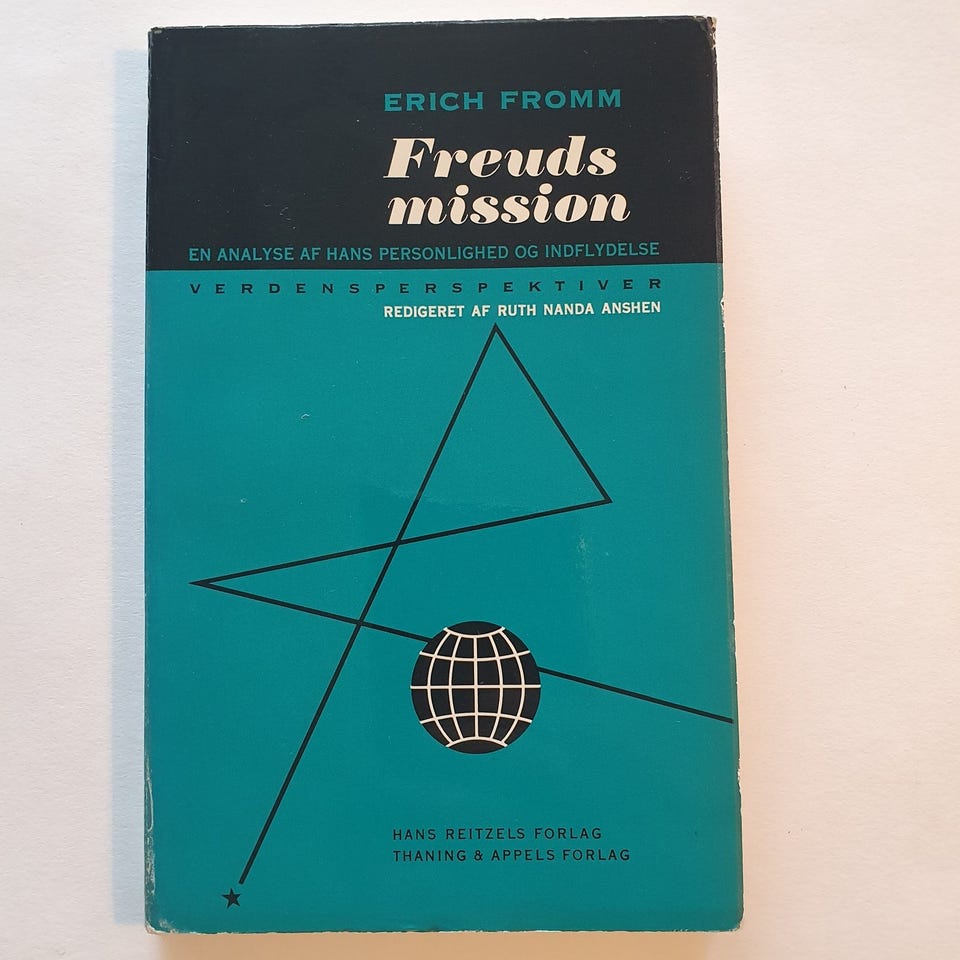 ERICH FROMM
Freuds
mission
EN ANALYSE AF HANS PERSONLIGHED OG INDFLYDELSE
VERDENSPERSPEKTIVER
REDIGERET AF RUTH NANDA ANSHEN
HANS REITZELS FORLAG
THANING & APPELS FORLAG